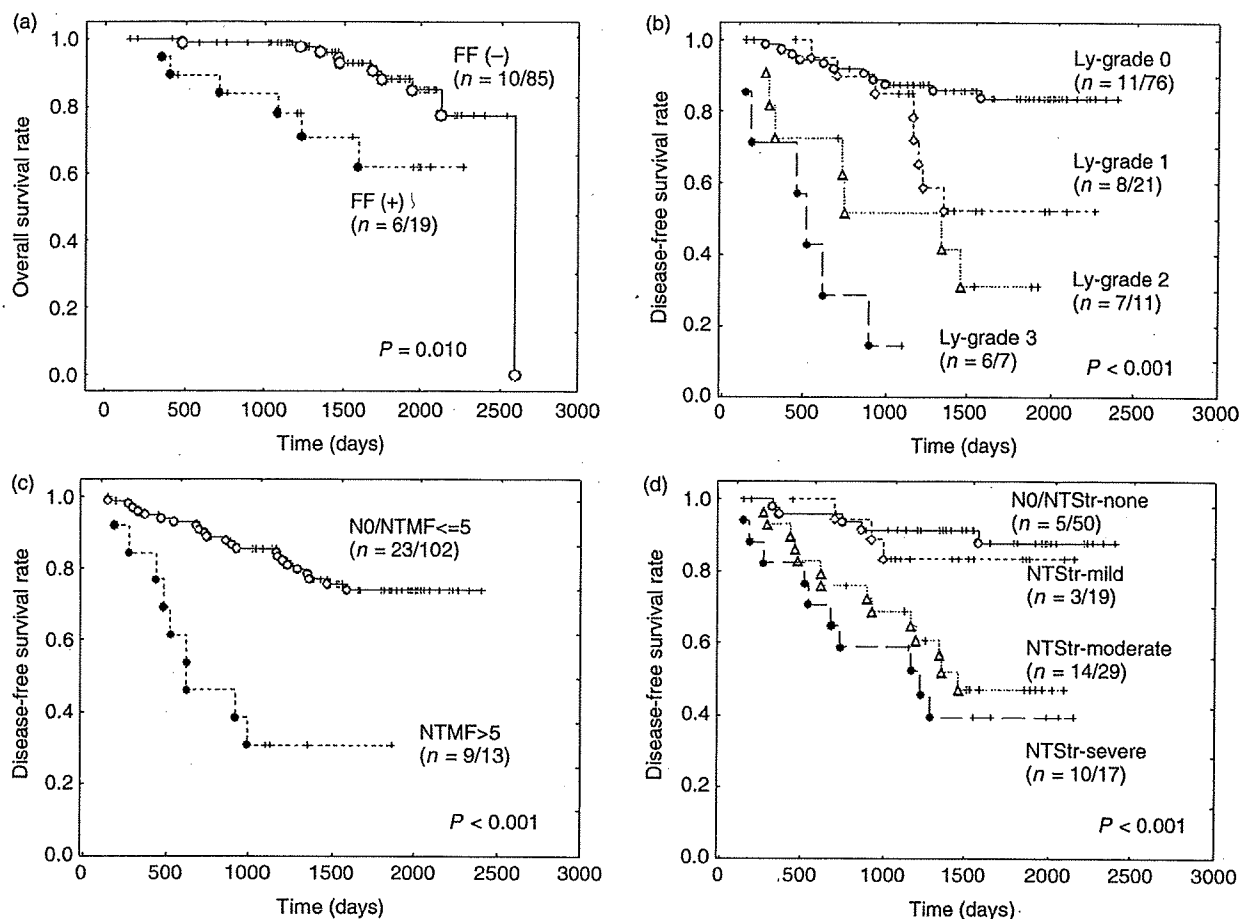 (a)
1.0
0.8
0.6
0.4
0.2
0.0
Overall survival rate
FF (–)
(n = 10/85)
FF (+)
(n = 6/19)
P = 0.010
0
500
1000
1500
2000
2500
3000
Time (days)
(b)
1.0
0.8
0.6
0.4
0.2
0.0
Disease-free survival rate
Ly-grade 0
(n = 11/76)
Ly-grade 1
(n = 8/21)
Ly-grade 2
(n = 7/11)
Ly-grade 3
(n = 6/7)
P < 0.001
0
500
1000
1500
2000
2500
3000
Time (days)
(c)
1.0
0.8
0.6
0.4
0.2
0.0
Disease-free survival rate
N0/NTMF<=5
(n = 23/102)
NTMF>5
(n = 9/13)
P < 0.001
0
500
1000
1500
2000
2500
3000
Time (days)
(d)
1.0
0.8
0.6
0.4
0.2
0.0
Disease-free survival rate
N0/NTStr-none
(n = 5/50)
NTStr-mild
(n = 3/19)
NTStr-moderate
(n = 14/29)
NTStr-severe
(n = 10/17)
P < 0.001
0
500
1000
1500
2000
2500
3000
Time (days)